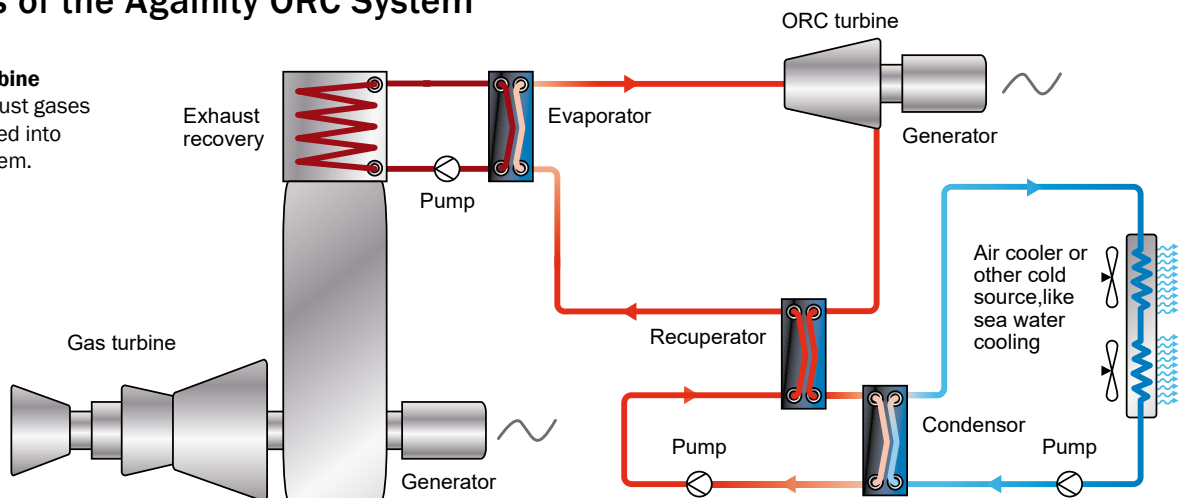 of the Againity ORC System
ORC turbine
bine
ust gases
ed into
em.
Exhaust
recovery
Evaporator
Generator
Pump
Air cooler or
other cold
source,like
sea water
cooling
Recuperator
Gas turbine
Condensor
Pump
Pump
Generator